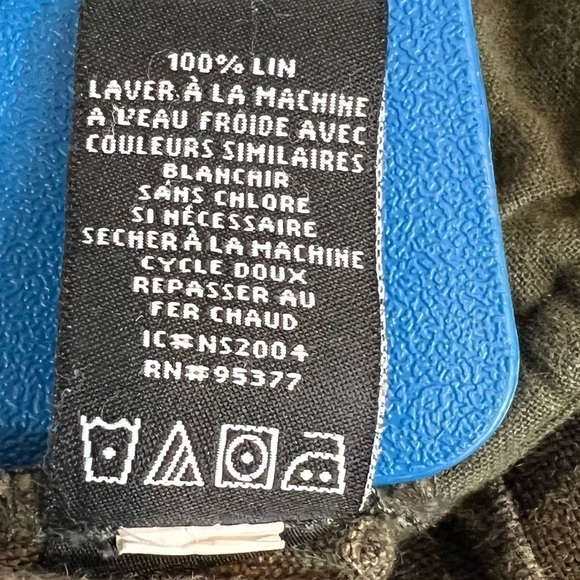 100% LIN
LAVER À LA MACHINE
A L'EAU FROIDE AVEC
COULEURS SIMILAIRES
BLANCHIR
SANS CHLORE
SI NÉCESSAIRE
SECHER À LA MACHINE
CYCLE DOUX
REPASSER AU
FER CHAUD
IC#NS2004
RN#95377